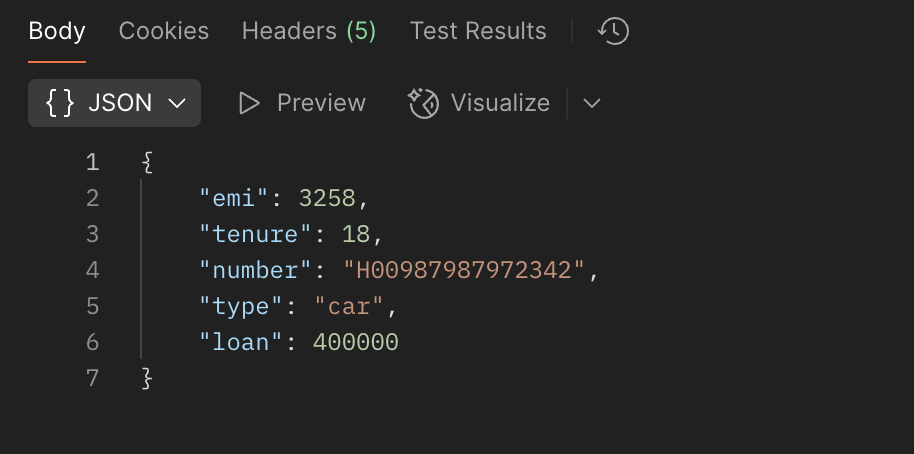 Body Cookies Headers (5) Test Results
{} JSON Preview Visualize
1 {
2 "emi": 3258,
3 "tenure": 18,
4 "number": "H00987987972342",
5 "type": "car",
6 "loan": 400000
7 }